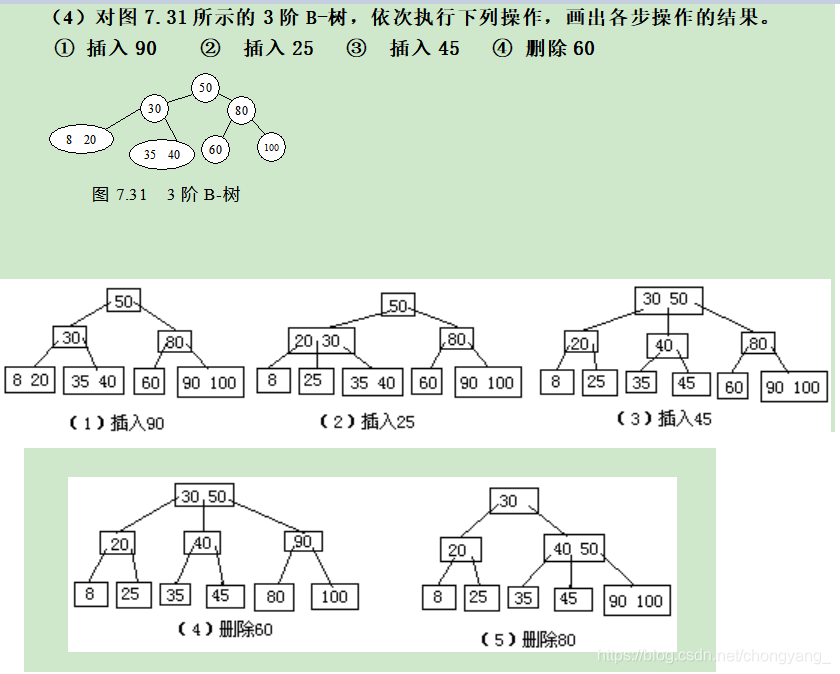 (4)对图 7.31 所示的 3 阶 B-树，依次执行下列操作，画出各步操作的结果。
① 插入 90 ② 插入 25 ③ 插入 45 ④ 删除 60
50
30 80
8 20 35 40 60 100
图 7.31 3 阶 B-树
50
30 80
8 20 35 40 60 90 100
(1)插入90
50
20 30 80
8 25 35 40 60 90 100
(2)插入25
30 50
20 40 80
8 25 35 45 60 90 100
(3)插入45
30 50
20 40 90
8 25 35 45 80 100
(4)删除60
30
20 40 50
8 25 35 45 90 100
(5)删除80
https://blog.csdn.net/chongyang_